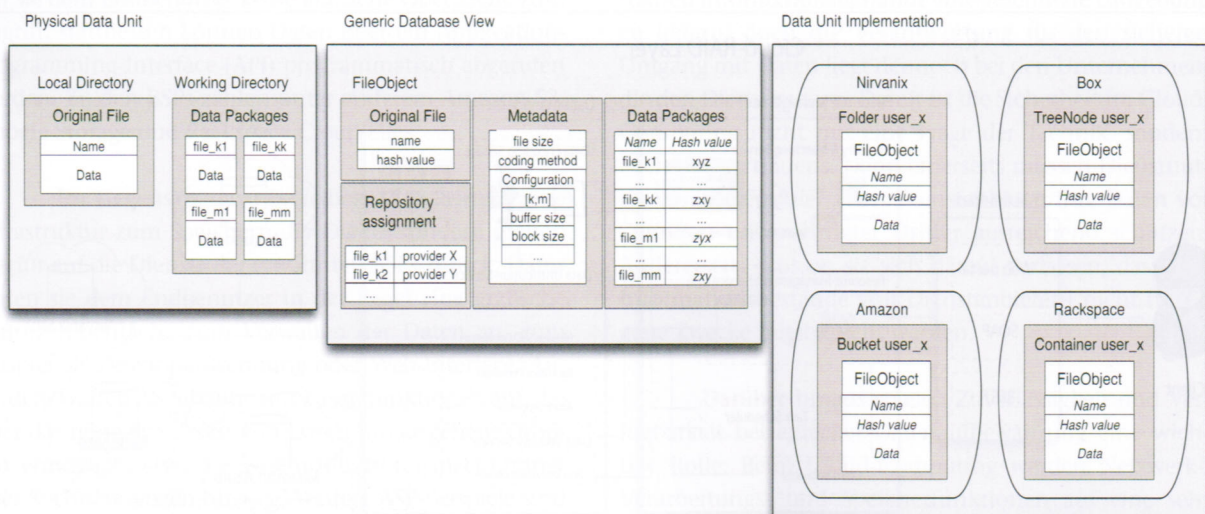 Physical Data Unit
Generic Database View
Data Unit Implementation
Local Directory
Working Directory
Original File
Name
Data
Data Packages
file_k1 file_kk
Data Data
file_m1 file_mm
Data Data
FileObject
Original File
name
hash value
Repository
assignment
file_k1 provider X
file_k2 provider Y
... ...
Metadata
file size
coding method
Configuration
[k,m]
buffer size
block size
...
Data Packages
Name Hash value
file_k1 xyz
... ...
file_kk zxy
... ...
file_m1 zyx
... ...
file_mm zxy
Nirvanix
Folder user_x
FileObject
Name
Hash value
Data
Box
TreeNode user_x
FileObject
Name
Hash value
Data
Amazon
Bucket user_x
FileObject
Name
Hash value
Data
Rackspace
Container user_x
FileObject
Name
Hash value
Data